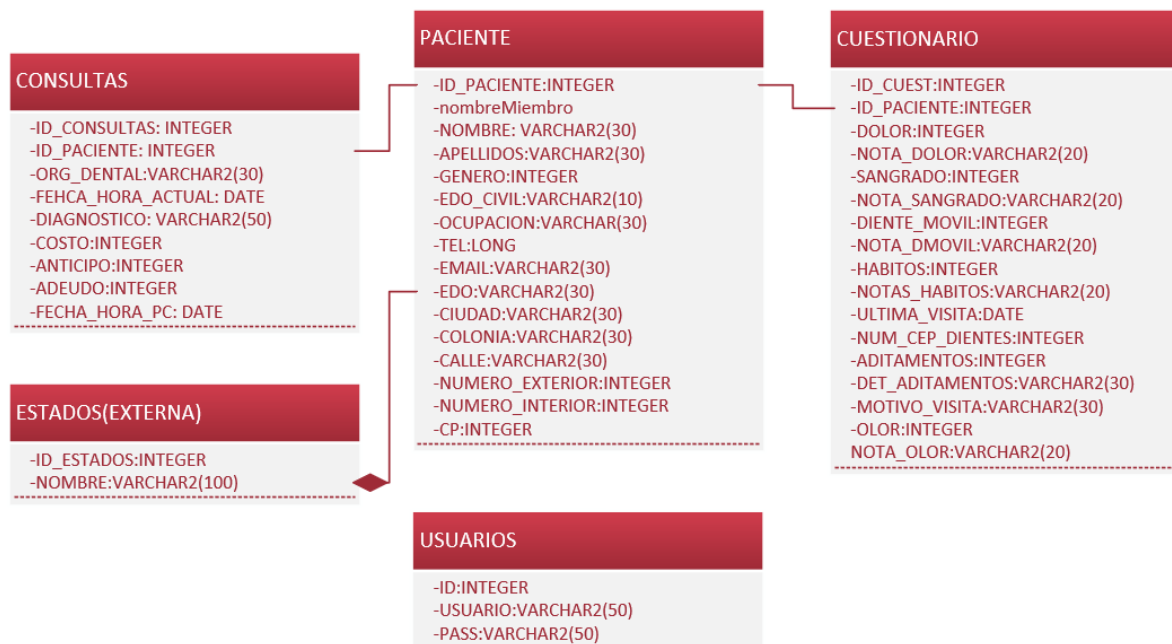 CONSULTAS
-ID_CONSULTAS: INTEGER
-ID_PACIENTE: INTEGER
-ORG_DENTAL:VARCHAR2(30)
-FEHCA_HORA_ACTUAL: DATE
-DIAGNOSTICO: VARCHAR2(50)
-COSTO:INTEGER
-ANTICIPO:INTEGER
-ADEUDO:INTEGER
-FECHA_HORA_PC: DATE
ESTADOS(EXTERNA)
-ID_ESTADOS:INTEGER
-NOMBRE:VARCHAR2(100)
PACIENTE
-ID_PACIENTE:INTEGER
-nombreMiembro
-NOMBRE: VARCHAR2(30)
-APELLIDOS:VARCHAR2(30)
-GENERO:INTEGER
-EDO_CIVIL:VARCHAR2(10)
-OCUPACION:VARCHAR(30)
-TEL:LONG
-EMAIL:VARCHAR2(30)
-EDO:VARCHAR2(30)
-CIUDAD:VARCHAR2(30)
-COLONIA:VARCHAR2(30)
-CALLE:VARCHAR2(30)
-NUMERO_EXTERIOR:INTEGER
-NUMERO_INTERIOR:INTEGER
-CP:INTEGER
USUARIOS
-ID:INTEGER
-USUARIO:VARCHAR2(50)
-PASS:VARCHAR2(50)
CUESTIONARIO
-ID_CUEST:INTEGER
-ID_PACIENTE:INTEGER
-DOLOR:INTEGER
-NOTA_DOLOR:VARCHAR2(20)
-SANGRADO:INTEGER
-NOTA_SANGRADO:VARCHAR2(20)
-DIENTE_MOVIL:INTEGER
-NOTA_DMOVIL:VARCHAR2(20)
-HABITOS:INTEGER
-NOTAS_HABITOS:VARCHAR2(20)
-ULTIMA_VISITA:DATE
-NUM_CEP_DIENTES:INTEGER
-ADITAMENTOS:INTEGER
-DET_ADITAMENTOS:VARCHAR2(30)
-MOTIVO_VISITA:VARCHAR2(30)
-OLOR:INTEGER
NOTA_OLOR:VARCHAR2(20)